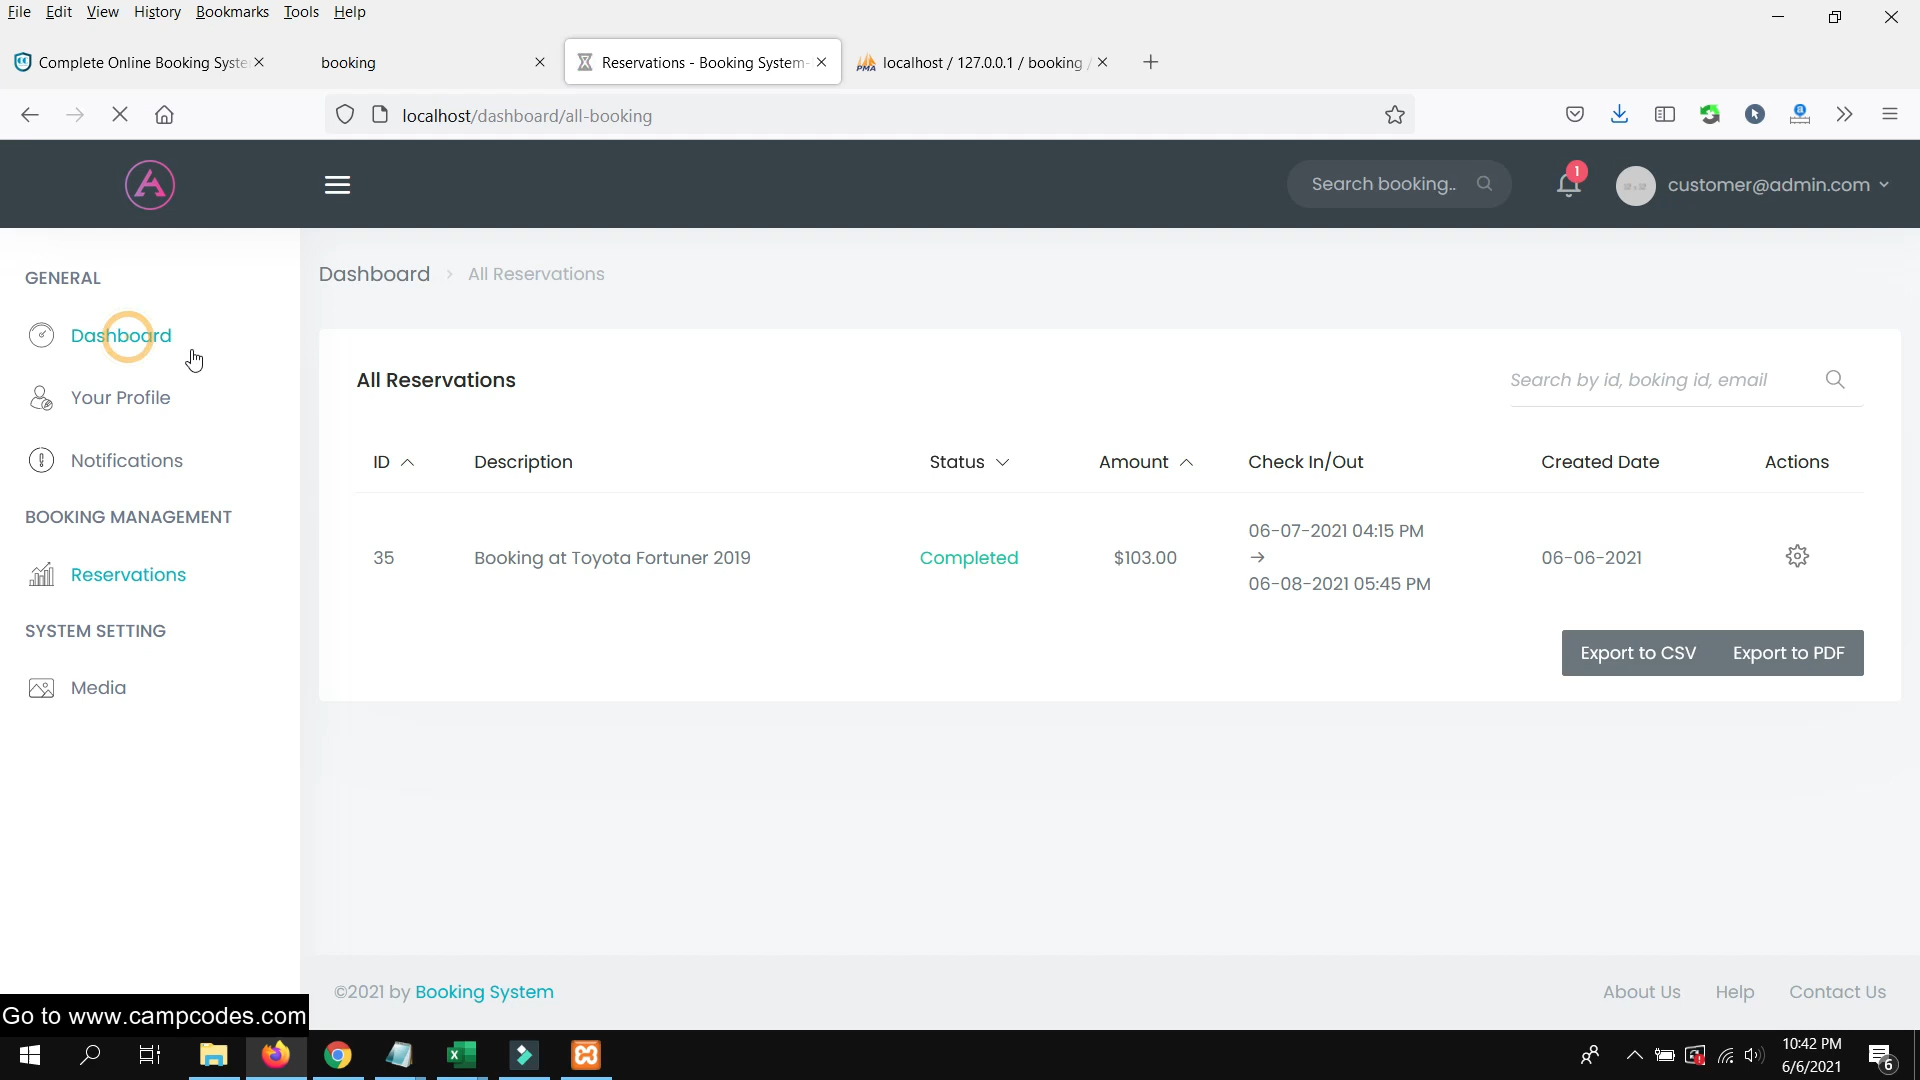 File Edit View History Bookmarks Tools Help
Complete Online Booking Syste
booking
Reservations - Booking System-
localhost / 127.0.0.1 / booking /
localhost/dashboard/all-booking
Search booking..
1
customer@admin.com
GENERAL
Dashboard
Your Profile
Notifications
BOOKING MANAGEMENT
Reservations
SYSTEM SETTING
Media
Dashboard > All Reservations
All Reservations
Search by id, boking id, email
ID Description Status Amount Check In/Out Created Date Actions
35 Booking at Toyota Fortuner 2019 Completed $103.00 06-07-2021 04:15 PM → 06-08-2021 05:45 PM 06-06-2021
Export to CSV Export to PDF
©2021 by Booking System
About Us Help Contact Us
Go to www.campcodes.com
10:42 PM
6/6/2021
6